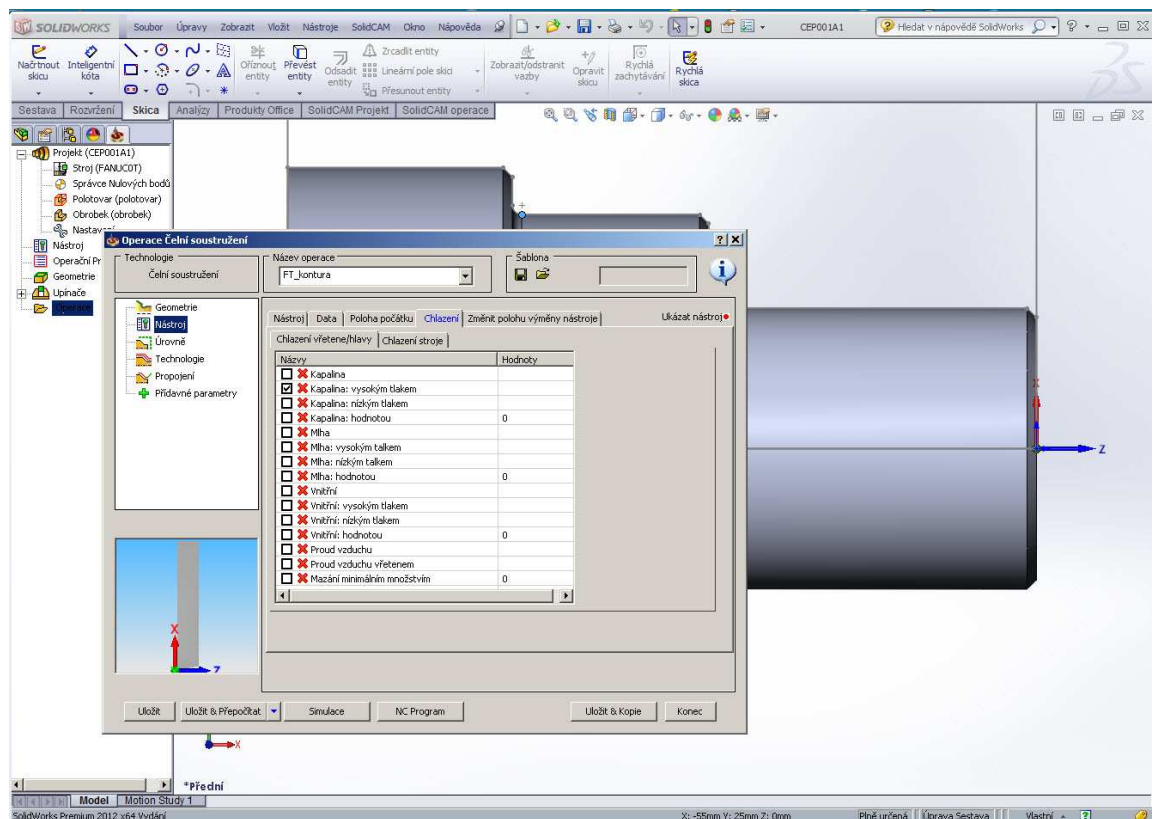 SOLIDWORKS Soubor Úpravy Zobrazit Vložit Nástroje SolidCAM Okno Nápověda CEP001A1 Hledat v nápovědě SolidWorks
Načrtnout skicu
Inteligentní kóta
Oříznout entity
Převést entity
Odsadit entity
Zrcadlit entity
Lineární pole skici
Přesunout entity
Zobrazit/odstranit vazby
Opravit skicu
Rychlá zachytávání
Rychlá skica
Sestava Rozvržení Skica Analýzy Produkty Office SolidCAM Projekt SolidCAM operace
Projekt (CEP001A1)
Stroj (FANUC0T)
Správce Nulových bodů
Polotovar (polotovar)
Obrobek (obrobek)
Nástroj
Geometrie
Upínače
Operace
Operace Čelní soustružení
Technologie
Čelní soustružení
Název operace
FT_kontura
Šablona
Geometrie
Nástroj
Úrovně
Technologie
Propojení
Přídavné parametry
Nástroj Data Poloha počátku Chlazení Změnit polohu výměny nástroje Ukázat nástroj
Chlazení vřetene/hlavy Chlazení stroje
Názvy Hodnoty
Kapalina
Kapalina: vysokým tlakem
Kapalina: nízkým tlakem
Kapalina: hodnotou 0
Mlha
Mlha: vysokým talkem
Mlha: nízkým talkem
Mlha: hodnotou 0
Vnitřní
Vnitřní: vysokým tlakem
Vnitřní: nízkým tlakem
Vnitřní: hodnotou 0
Proud vzduchu
Proud vzduchu vřetenem
Mazání minimálním množstvím 0
X
Z
X
Z
Uložit Uložit & Přepočítat Simulace NC Program Uložit & Kopie Konec
X
*Přední
Model Motion Study 1
SolidWorks Premium 2012 x64 Vydání X: -55mm Y: 25mm Z: 0mm Plně určená Úprava Sestava Vlastní